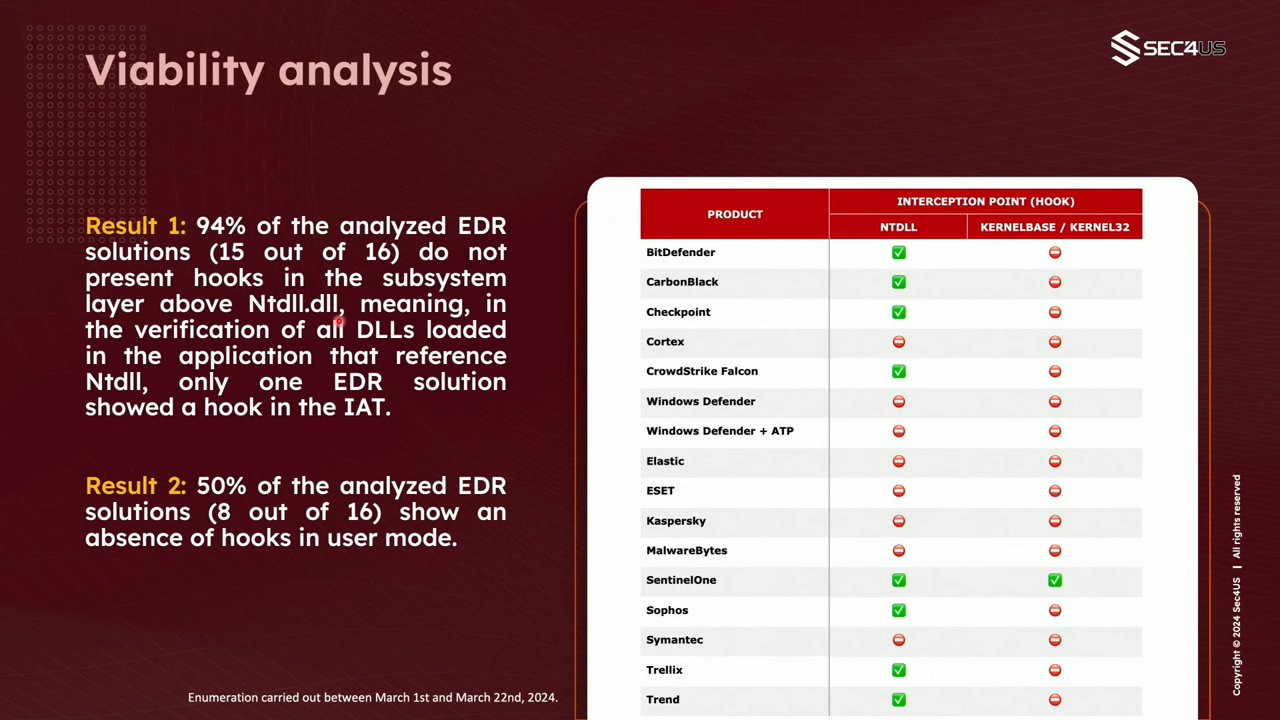 Viability analysis
SEC4US
Result 1: 94% of the analyzed EDR
solutions (15 out of 16) do not
present hooks in the subsystem
layer above Ntdll.dll, meaning, in
the verification of all DLLs loaded
in the application that reference
Ntdll, only one EDR solution
showed a hook in the IAT.
Result 2: 50% of the analyzed EDR
solutions (8 out of 16) show an
absence of hooks in user mode.
Enumeration carried out between March 1st and March 22nd, 2024.
PRODUCT
INTERCEPTION POINT (HOOK)
NTDLL
KERNELBASE / KERNEL32
BitDefender
CarbonBlack
Checkpoint
Cortex
CrowdStrike Falcon
Windows Defender
Windows Defender + ATP
Elastic
ESET
Kaspersky
MalwareBytes
SentinelOne
Sophos
Symantec
Trellix
Trend
Copyright © 2024 Sec4US | All rights reserved